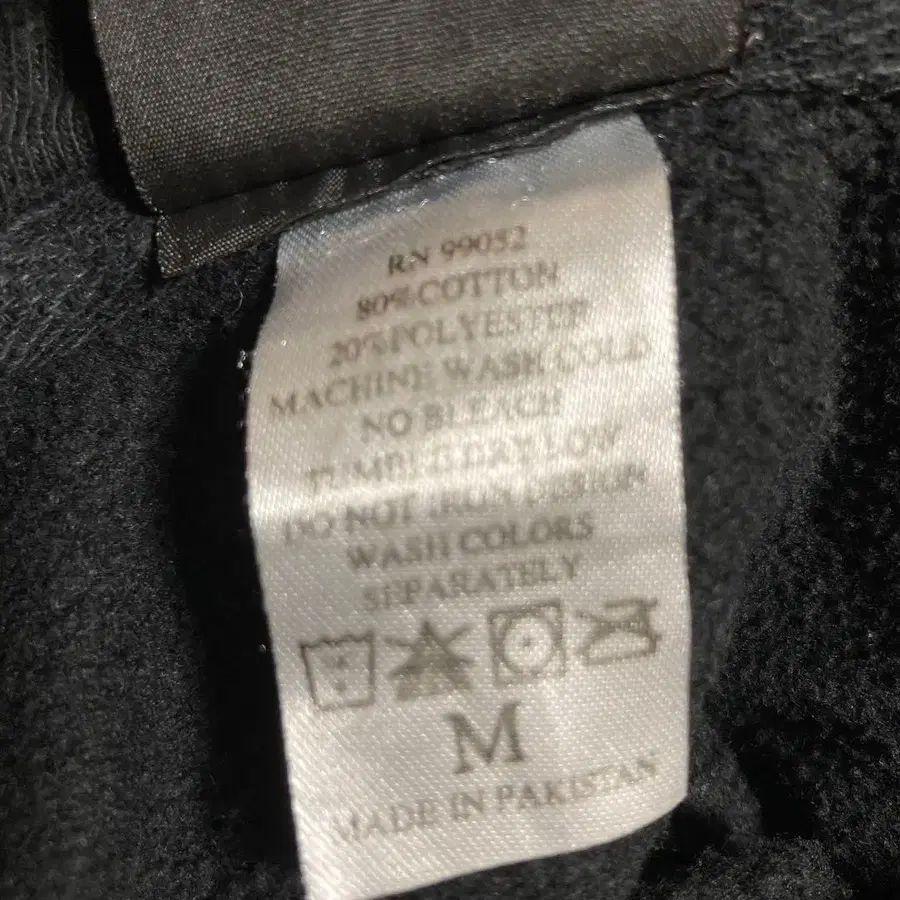 RN 99052
80%COTTON
20%POLYESTER
MACHINE WASH COLD
NO BLEACH
TUMBLE DRY LOW
DO NOT IRON DESIGN
WASH COLORS
SEPARATELY
M
MADE IN PAKISTAN